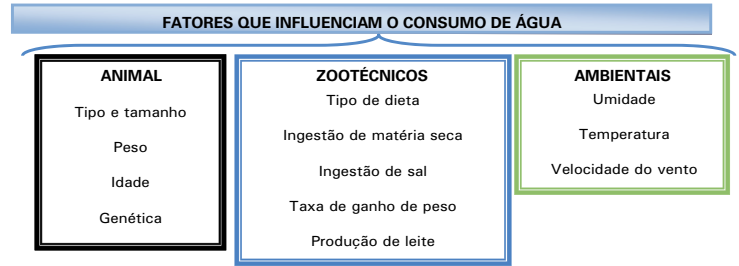 FATORES QUE INFLUENCIAM O CONSUMO DE ÁGUA
ANIMAL
Tipo e tamanho
Peso
Idade
Genética
ZOOTÉCNICOS
Tipo de dieta
Ingestão de matéria seca
Ingestão de sal
Taxa de ganho de peso
Produção de leite
AMBIENTAIS
Umidade
Temperatura
Velocidade do vento